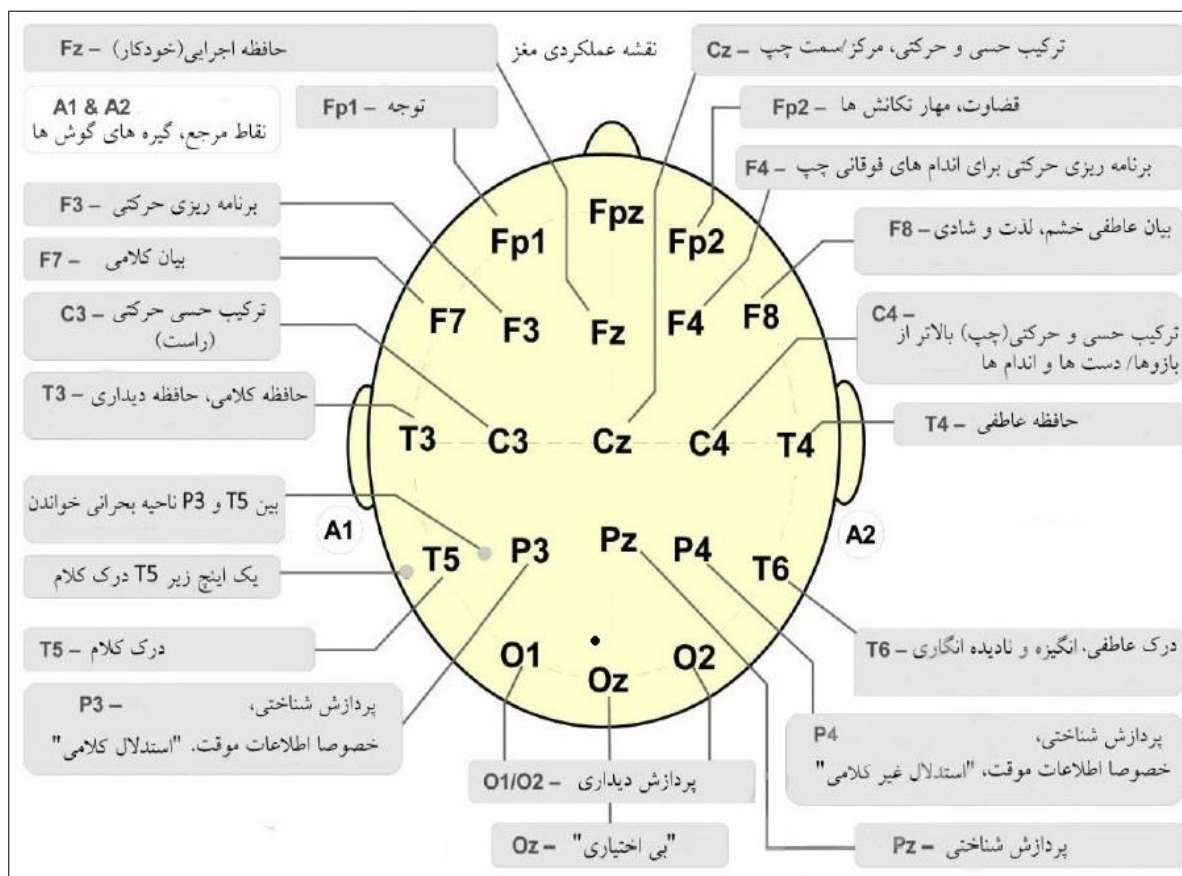 نقشه عملکردی مغز
Fz – حافظه اجرایی(خودکار)
Cz – ترکیب حسی و حرکتی، مرکز/سمت چپ
A1 & A2
نقاط مرجع، گیره های گوش ها
Fp1 – توجه
Fp2 – قضاوت، مهار تکانش ها
F4 – برنامه ریزی حرکتی برای اندام های فوقانی چپ
F3 – برنامه ریزی حرکتی
F8 – بیان عاطفی خشم، لذت و شادی
F7 – بیان کلامی
C3 – ترکیب حسی حرکتی
(راست)
C4 –
ترکیب حسی و حرکتی(چپ) بالاتر از
بازوها/ دست ها و اندام ها
T3 – حافظه کلامی، حافظه دیداری
T4 – حافظه عاطفی
بین T5 و P3 ناحیه بحرانی خواندن
یک اینچ زیر T5 درک کلام
T5 – درک کلام
T6 – درک عاطفی، انگیزه و نادیده انگاری
P3 – پردازش شناختی،
خصوصا اطلاعات موقت. "استدلال کلامی"
P4 پردازش شناختی،
خصوصا اطلاعات موقت، "استدلال غیر کلامی"
O1/O2 – پردازش دیداری
Oz – "بی اختیاری"
Pz – پردازش شناختی
Fpz
Fp1
Fp2
F7
F3
Fz
F4
F8
T3
C3
Cz
C4
T4
A1
A2
T5
P3
Pz
P4
T6
O1
Oz
O2